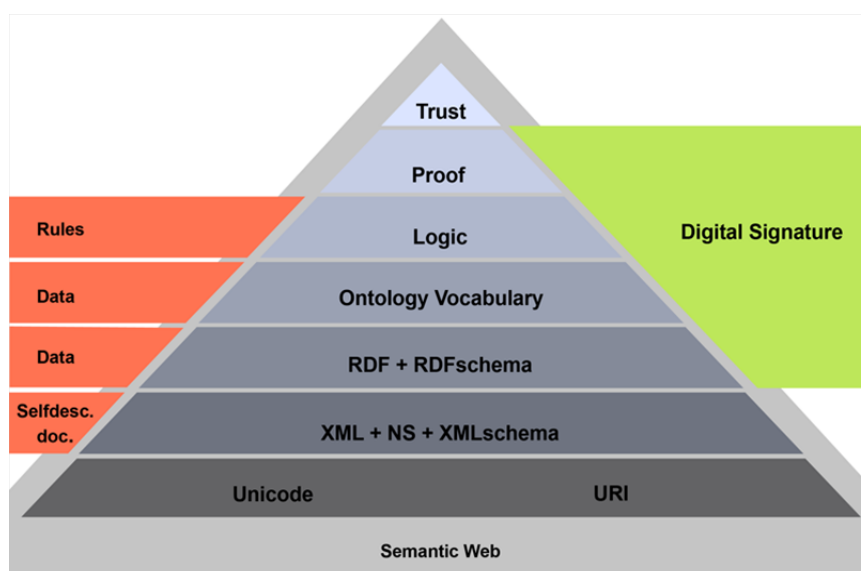 Trust
Proof
Rules
Logic
Digital Signature
Data
Ontology Vocabulary
Data
RDF + RDFschema
Selfdesc.
doc.
XML + NS + XMLschema
Unicode
URI
Semantic Web